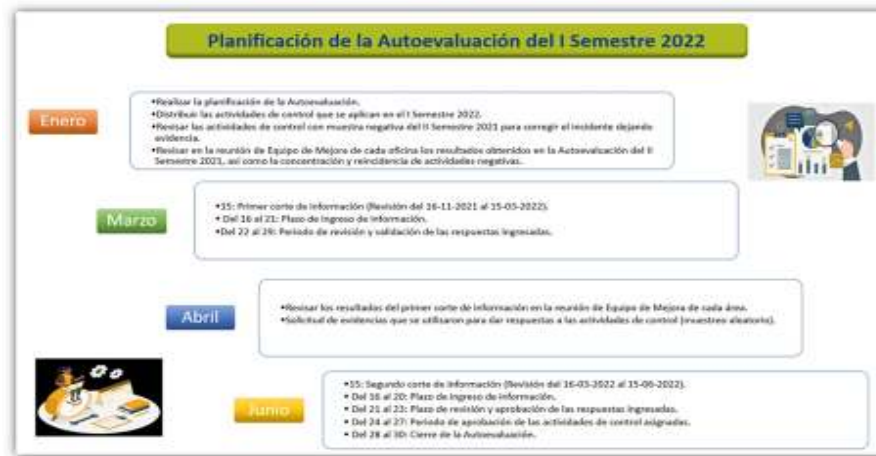 Planificación de la Autoevaluación del I Semestre 2022
Enero
•Realizar la planificación de la Autoevaluación.
•Distribuir las actividades de control que se aplican en el I Semestre 2022.
•Revisar las actividades de control con muestra negativa del II Semestre 2021 para corregir el incidente dejando
evidencia.
•Revisar en la reunión de Equipo de Mejora de cada oficina los resultados obtenidos en la Autoevaluación del II
Semestre 2021, así como la concentración y reincidencia de actividades negativas.
Marzo
•15: Primer corte de información (Revisión del 16-11-2021 al 15-03-2022).
• Del 16 al 21: Plazo de ingreso de información.
•Del 22 al 29: Periodo de revisión y validación de las respuestas ingresadas.
Abril
•Revisar los resultados del primer corte de información en la reunión de Equipo de Mejora de cada área.
•Solicitud de evidencias que se utilizaron para dar respuestas a las actividades de control (muestreo aleatorio).
Junio
•15: Segundo corte de información (Revisión del 16-03-2022 al 15-06-2022).
• Del 16 al 20: Plazo de ingreso de información.
• Del 21 al 23: Plazo de revisión y aprobación de las respuestas ingresadas.
• Del 24 al 27: Periodo de aprobación de las actividades de control asignadas.
• Del 28 al 30: Cierre de la Autoevaluación.